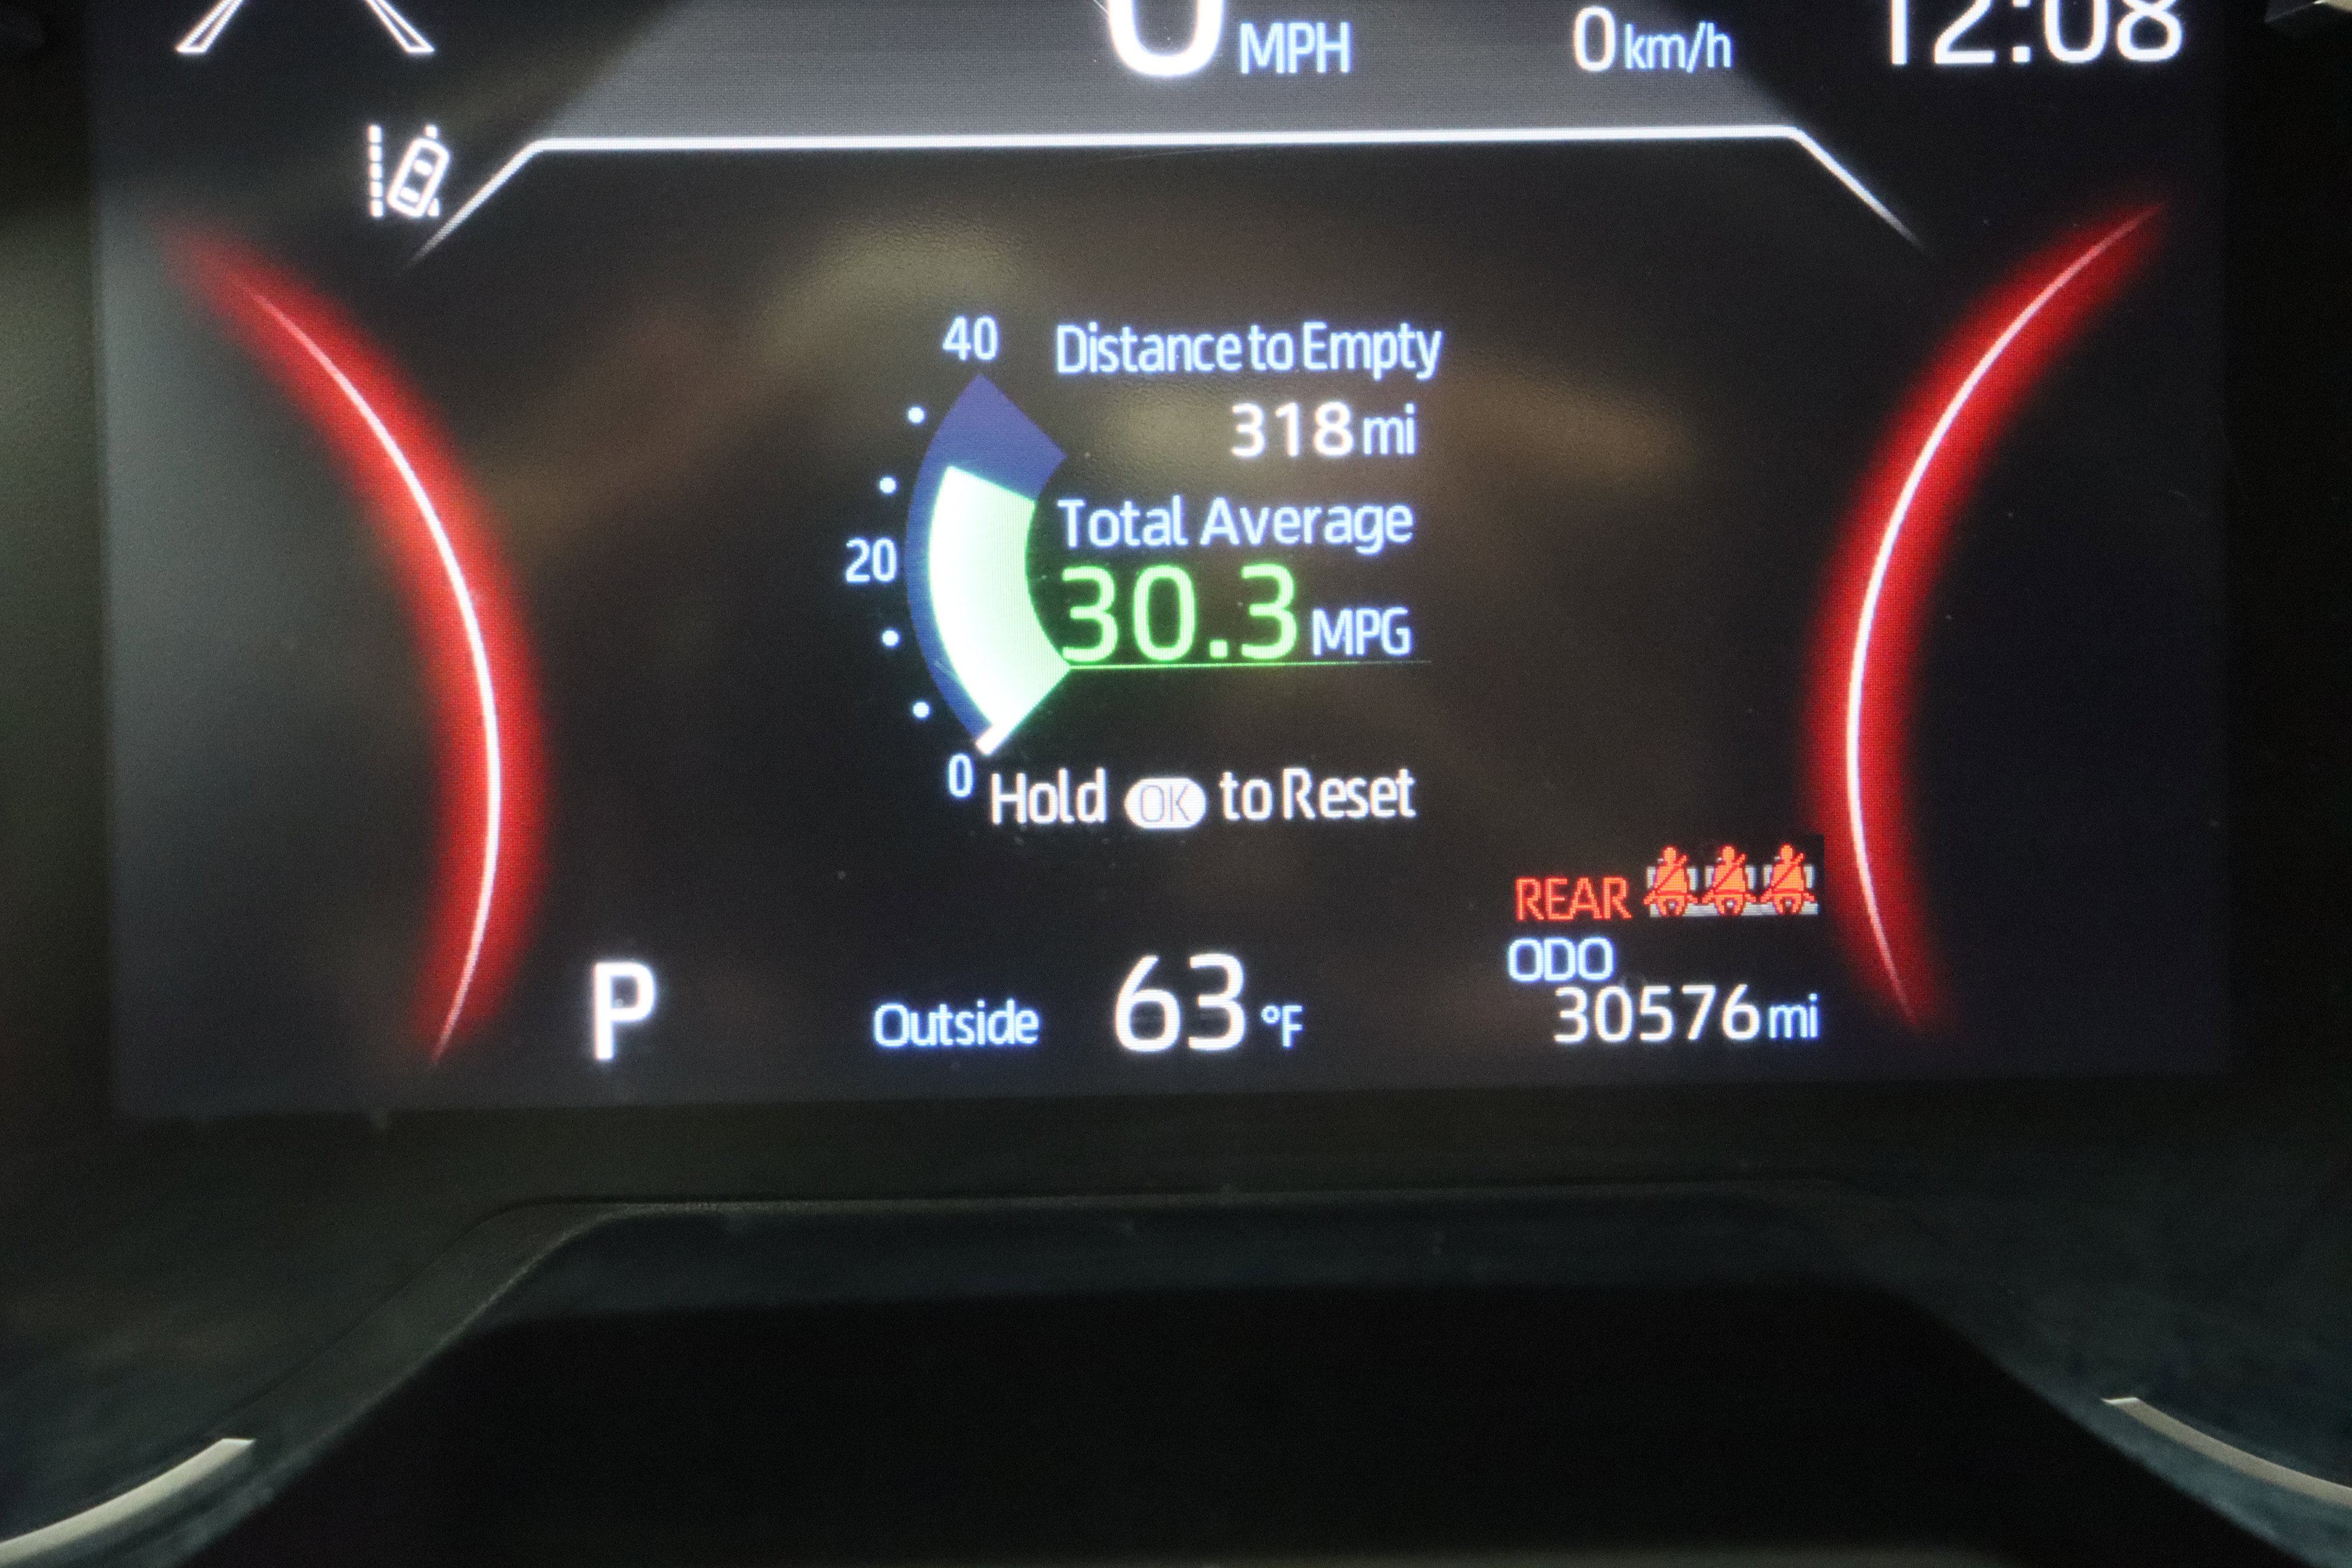 0 MPH 0 km/h 12:08
40 Distance to Empty
318 mi
Total Average
20
30.3 MPG
0 Hold OK to Reset
REAR
ODO
P Outside 63 °F 30576 mi